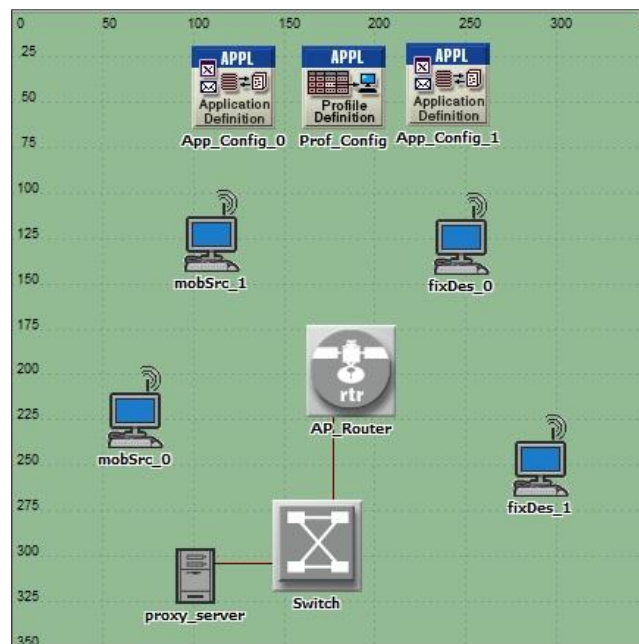 0 50 100 150 200 250 300
25
50
75
100
125
150
175
200
225
250
275
300
325
350
APPL APPL APPL
Application Profiile Application
Definition Definition Definition
App_Config_0 Prof_Config App_Config_1
mobSrc_1 fixDes_0
rtr
AP_Router
mobSrc_0
fixDes_1
Switch
proxy_server